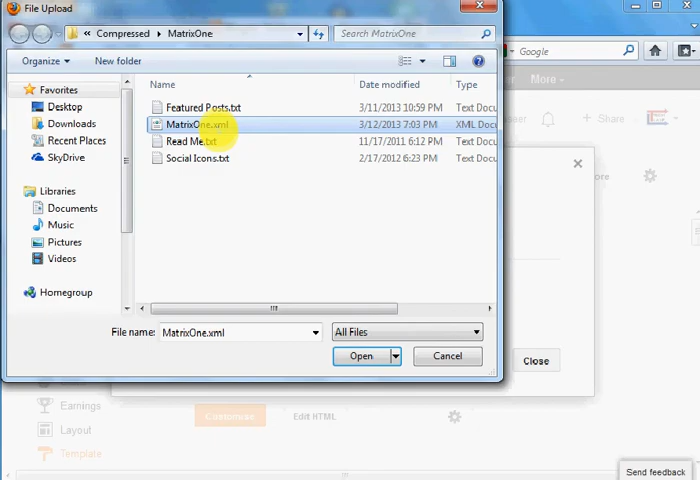 File Upload
« Compressed ▸ MatrixOne
Search MatrixOne
Google
Organize
New folder
More
Favorites
Desktop
Downloads
Recent Places
SkyDrive
Libraries
Documents
Music
Pictures
Videos
Homegroup
Name
Date modified
Type
Featured Posts.txt
3/11/2013 10:59 PM
Text Docu
MatrixOne.xml
3/12/2013 7:03 PM
XML Docu
Read Me.txt
11/17/2011 6:12 PM
Text Docu
Social Icons.txt
2/17/2012 6:23 PM
Text Docu
+ Share
File name:
MatrixOne.xml
All Files
Open
Cancel
Close
Earnings
Customize
Edit HTML
Layout
Template
Send feedback